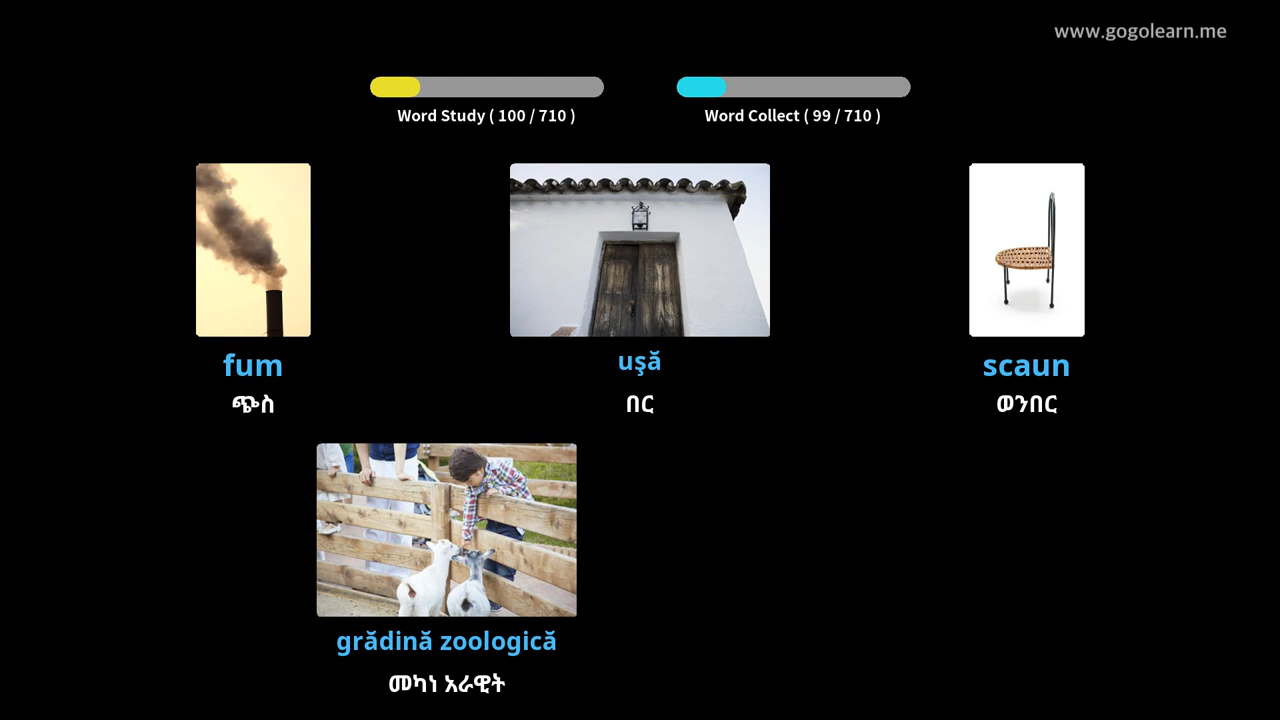 www.gogolearn.me
Word Study ( 100 / 710 )
Word Collect ( 99 / 710 )
fum
uşă
scaun
ጭስ
በር
ወንበር
grădină zoologică
መካነ አራዊት